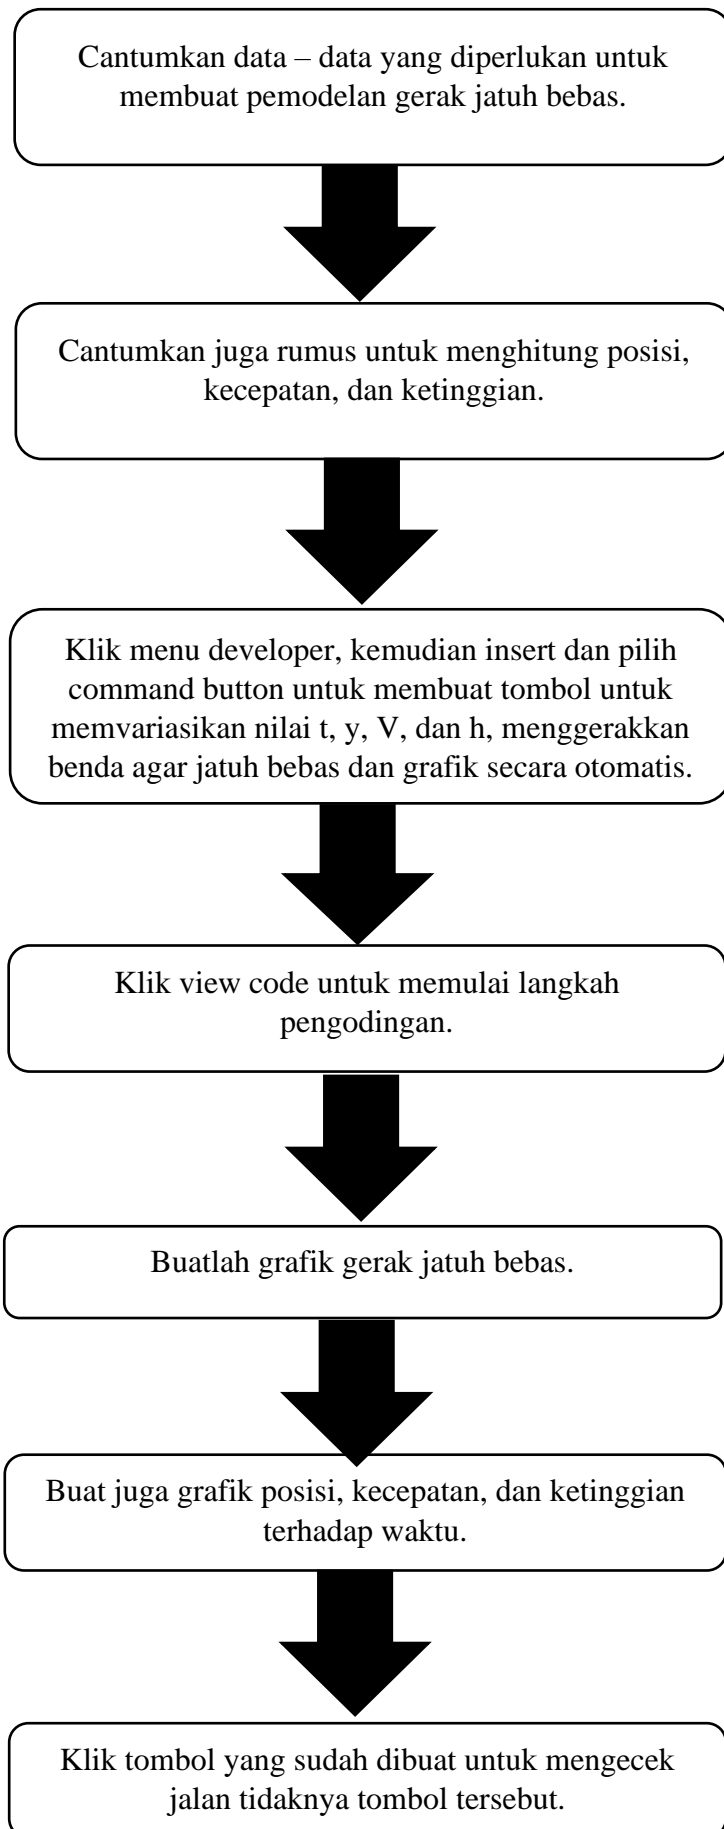 Cantumkan data – data yang diperlukan untuk
membuat pemodelan gerak jatuh bebas.
Cantumkan juga rumus untuk menghitung posisi,
kecepatan, dan ketinggian.
Klik menu developer, kemudian insert dan pilih
command button untuk membuat tombol untuk
memvariasikan nilai t, y, V, dan h, menggerakkan
benda agar jatuh bebas dan grafik secara otomatis.
Klik view code untuk memulai langkah
pengodingan.
Buatlah grafik gerak jatuh bebas.
Buat juga grafik posisi, kecepatan, dan ketinggian
terhadap waktu.
Klik tombol yang sudah dibuat untuk mengecek
jalan tidaknya tombol tersebut.